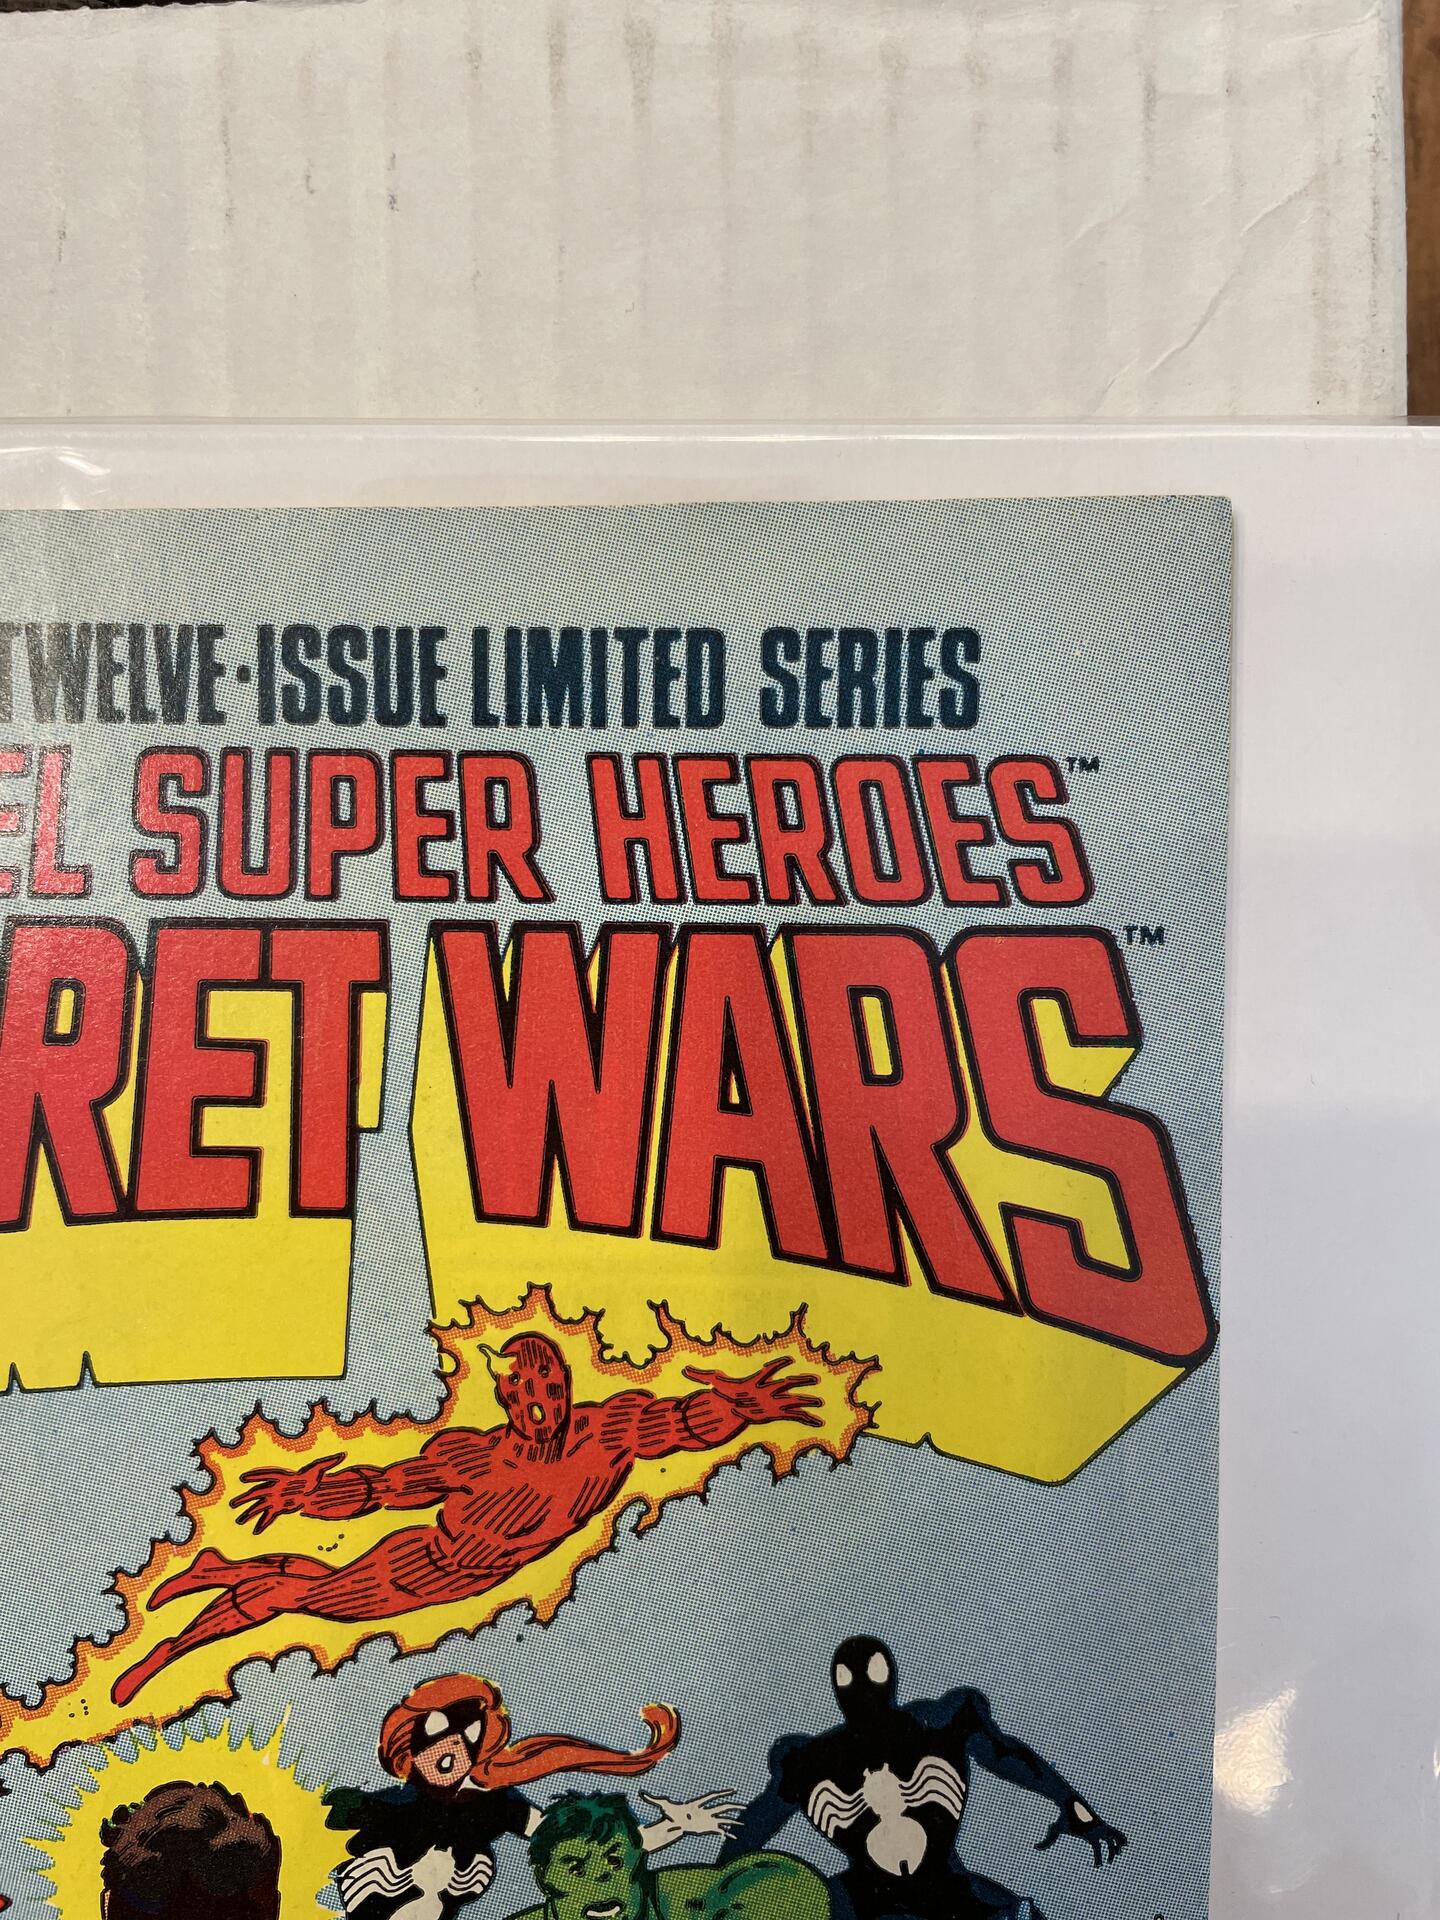 TWELVE-ISSUE LIMITED SERIES
EL SUPER HEROES™
RET WARS™